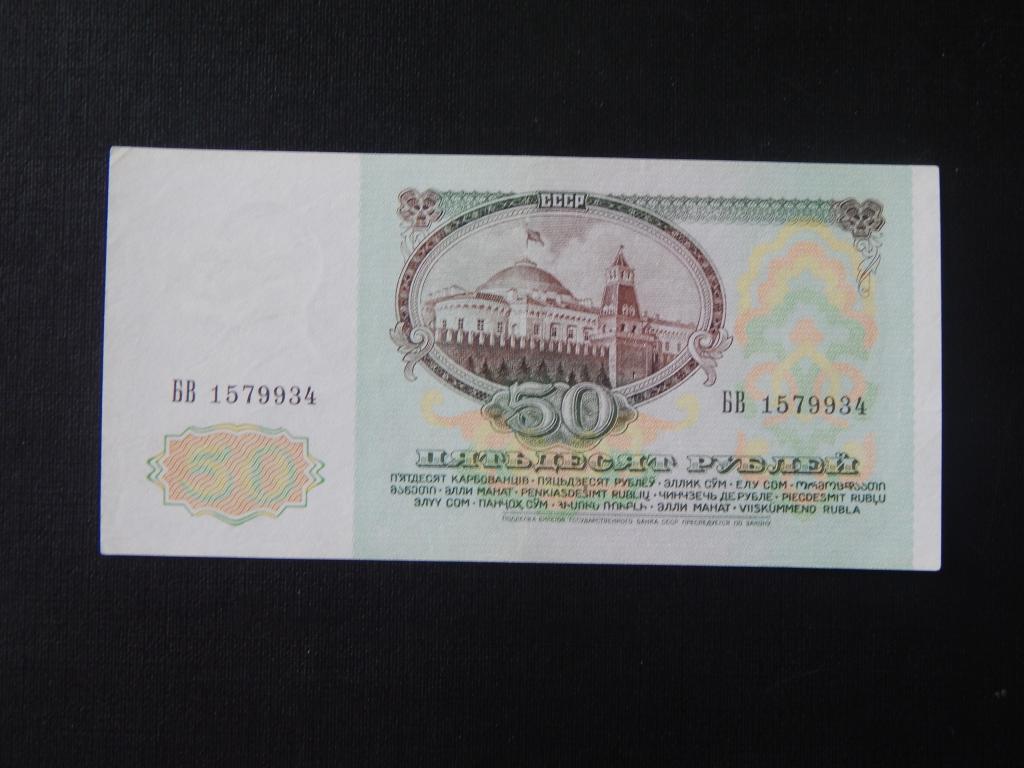 СССР
БВ 1579934
50
50
БВ 1579934
ПЯТЬДЕСЯТ РУБЛЕЙ
П'ЯТДЕСЯТ КАРБОВАНЦІВ • ПЯЦЬДЗЕСЯТ РУБЛЁЎ • ЭЛЛИК СЎМ • ЕЛУ СОМ • ᲝᲠᲛᲝᲪᲓᲐᲐᲗᲘ
ᲛᲐᲜᲔᲗᲘ • ӘЛЛИ МАНАТ • PENKIASDEŠIMT RUBLIŲ • ЧИНЧЗЕЧЬ ДЕ РУБЛЕ • PIECDESMIT RUBĻU
ЭЛҮҮ СОМ • ПАНҶОҲ СӮМ • ՀԻՍՈՒՆ ՌՈՒԲԼԻ • ЭЛЛИ МАНАТ • VIISKÜMMEND RUBLA
ПОДДЕЛКА БИЛЕТОВ ГОСУДАРСТВЕННОГО БАНКА СССР ПРЕСЛЕДУЕТСЯ ПО ЗАКОНУ